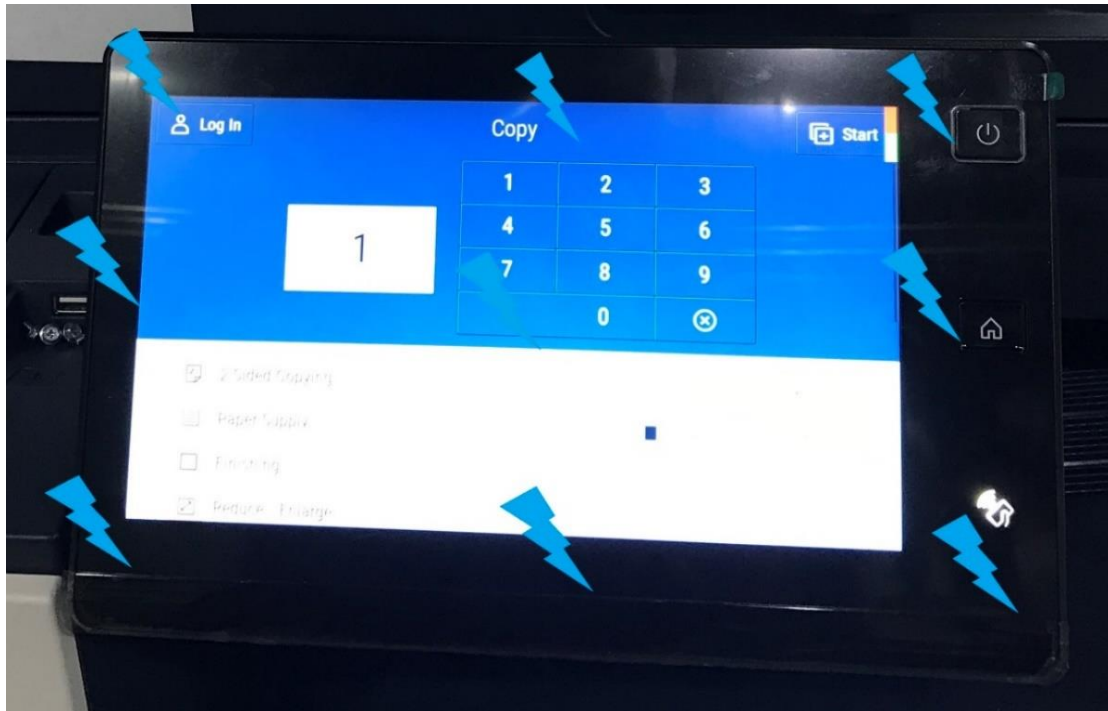 Log In
Copy
Start
1
1 2 3
4 5 6
7 8 9
0
2-Sided Copying
Paper Supply
Finishing
Reduce / Enlarge